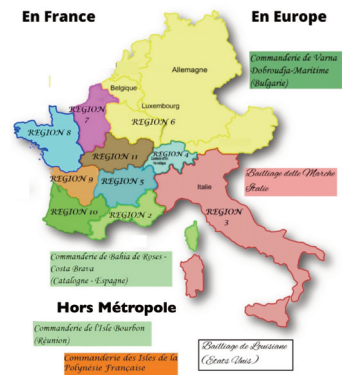 En France
En Europe
Allemagne
Commanderie de Varna
Dobroudja-Maritime
(Bulgarie)
Belgique
Luxembourg
REGION
7
REGION 6
REGION 8
REGION 11
REGION 4
REGION 9
REGION 5
Bailliage delle Marche
Italie
Italie
REGION
3
REGION 10
REGION 2
Commanderie de Bahia de Roses -
Costa Brava
(Catalogne - Espagne)
Hors Métropole
Commanderie de l'Isle Bourbon
(Réunion)
Bailliage de Louisiane
(Etats Unis)
Commanderie des Isles de la
Polynésie Française